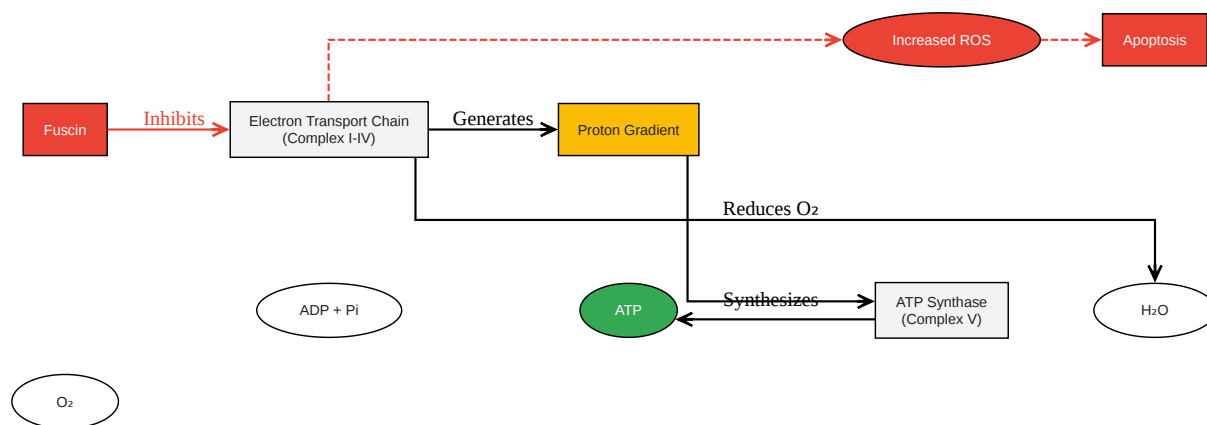 Increased ROS
Apoptosis
Fuscin
Inhibits
Electron Transport Chain
(Complex I-IV)
Generates
Proton Gradient
Reduces O₂
ADP + Pi
ATP
Synthesizes
ATP Synthase
(Complex V)
H₂O
O₂